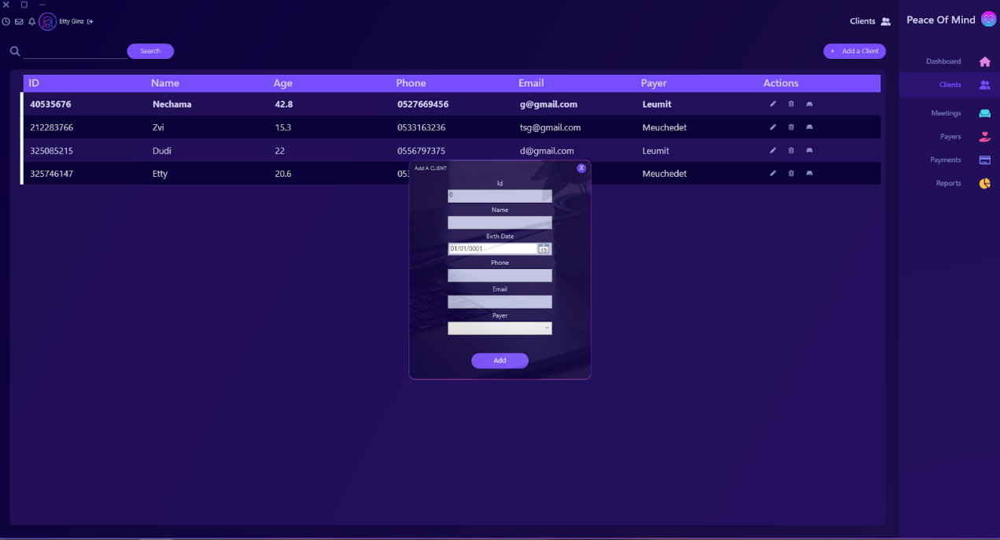 Etty Ginz
Clients
Peace Of Mind
Search
+ Add a Client
Dashboard
Clients
Meetings
Payers
Payments
Reports
ID Name Age Phone Email Payer Actions
40535676 Nechama 42.8 0527669456 g@gmail.com Leumit
212283766 Zvi 15.3 0533163236 tsg@gmail.com Meuchedet
325085215 Dudi 22 0556797375 d@gmail.com Leumit
325746147 Etty 20.6 053 Meuchedet
Add A CLIENT X
Id
0
Name
Birth Date
01/01/0001 15
Phone
Email
Payer
Add